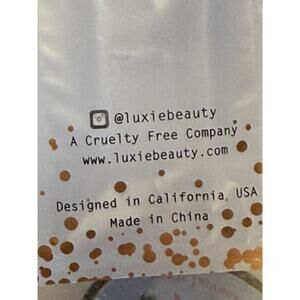 @luxiebeauty
A Cruelty Free Company
www.luxiebeauty.com
Designed in California, USA
Made in China